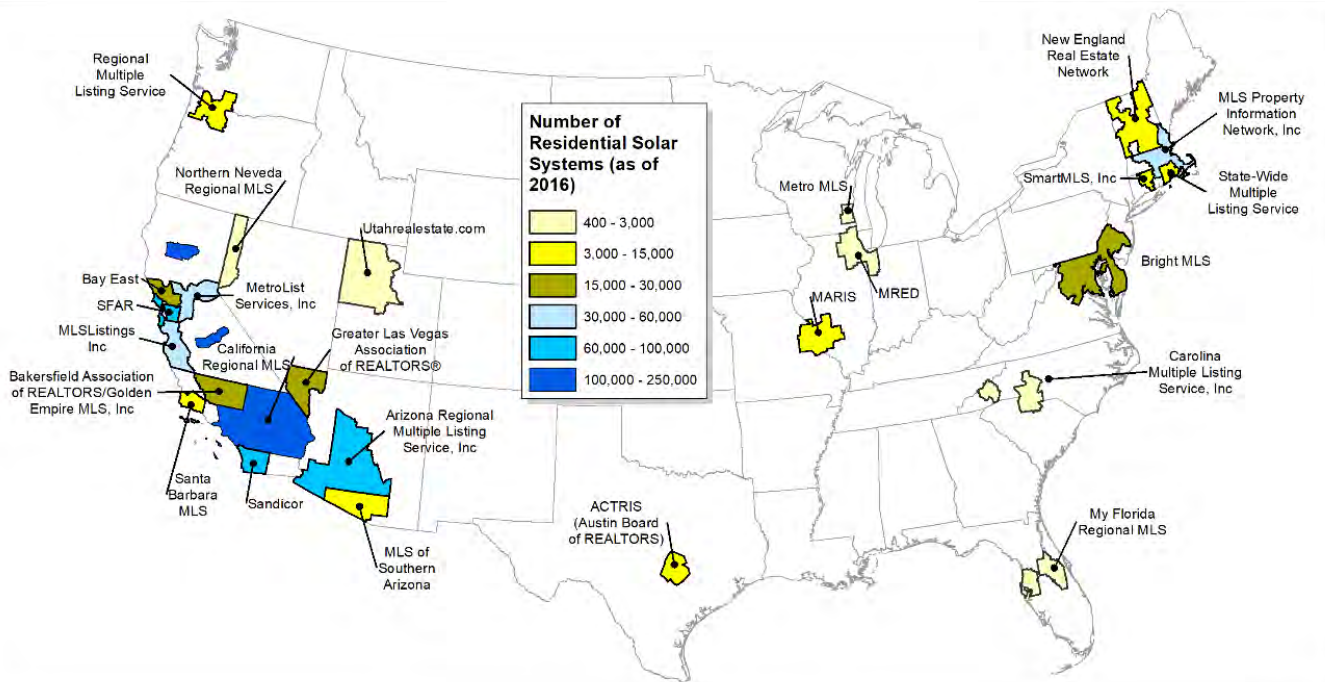 Regional
Multiple
Listing Service
Northern Neveda
Regional MLS
Utahrealestate.com
Bay East
SFAR
MetroList
Services, Inc
MLSListings
Inc
California
Regional MLS
Greater Las Vegas
Association
of REALTORS®
Bakersfield Association
of REALTORS/Golden
Empire MLS, Inc
Arizona Regional
Multiple Listing
Service, Inc
Santa
Barbara
MLS
Sandicor
MLS of
Southern
Arizona
Number of
Residential Solar
Systems (as of
2016)
400 - 3,000
3,000 - 15,000
15,000 - 30,000
30,000 - 60,000
60,000 - 100,000
100,000 - 250,000
ACTRIS
(Austin Board
of REALTORS)
Metro MLS
MRED
MARIS
New England
Real Estate
Network
MLS Property
Information
Network, Inc
SmartMLS, Inc
State-Wide
Multiple
Listing Service
Bright MLS
Carolina
Multiple Listing
Service, Inc
My Florida
Regional MLS